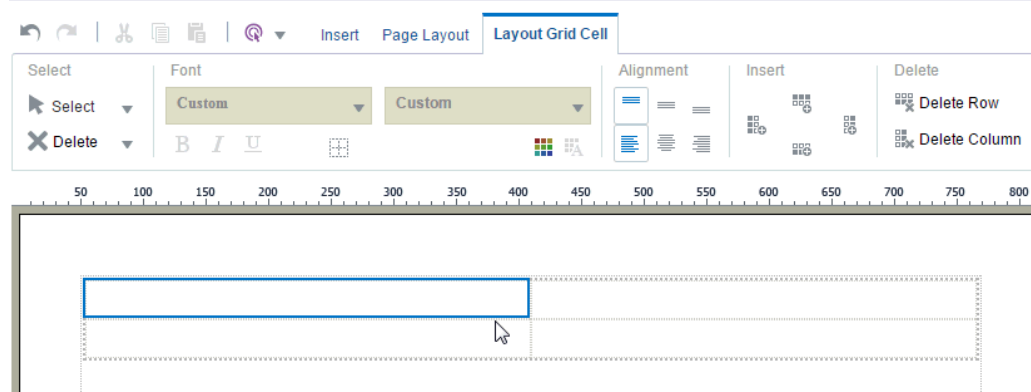 Insert Page Layout Layout Grid Cell
Select Font Alignment Insert Delete
Select Custom Custom Delete Row
Delete B I U A Delete Column
50 100 150 200 250 300 350 400 450 500 550 600 650 700 750 800